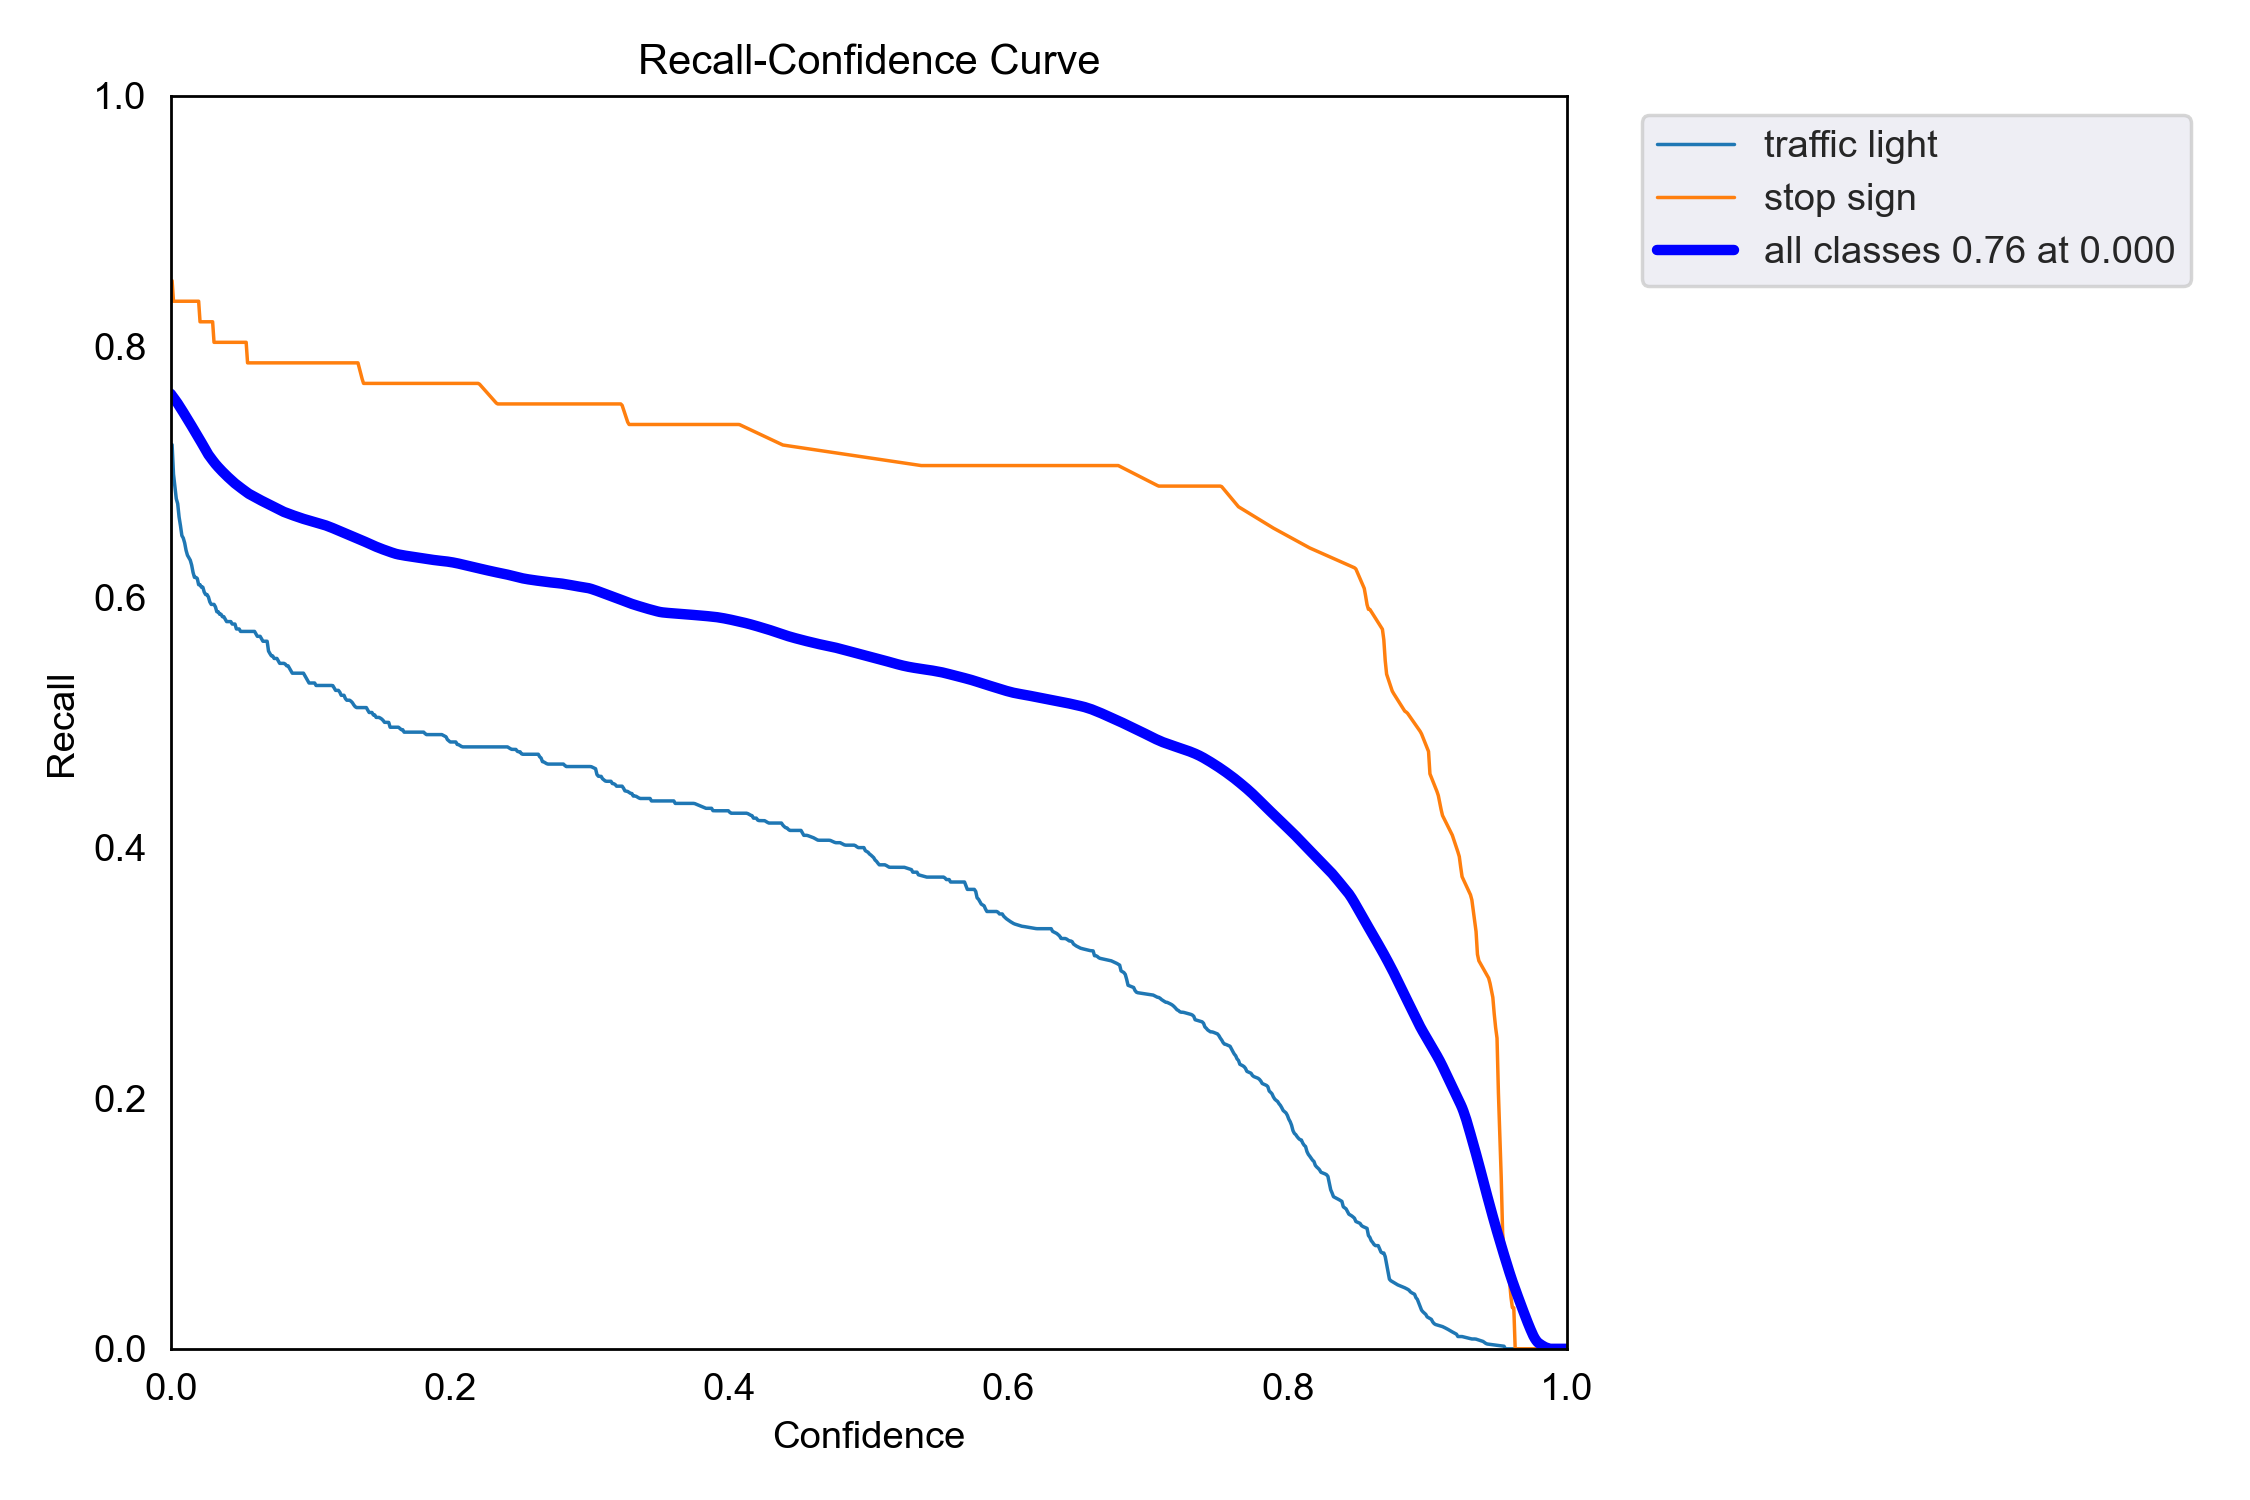 Recall-Confidence Curve
1.0
0.8
0.6
0.4
0.2
0.0
Recall
0.0 0.2 0.4 0.6 0.8 1.0
Confidence
traffic light
stop sign
all classes 0.76 at 0.000